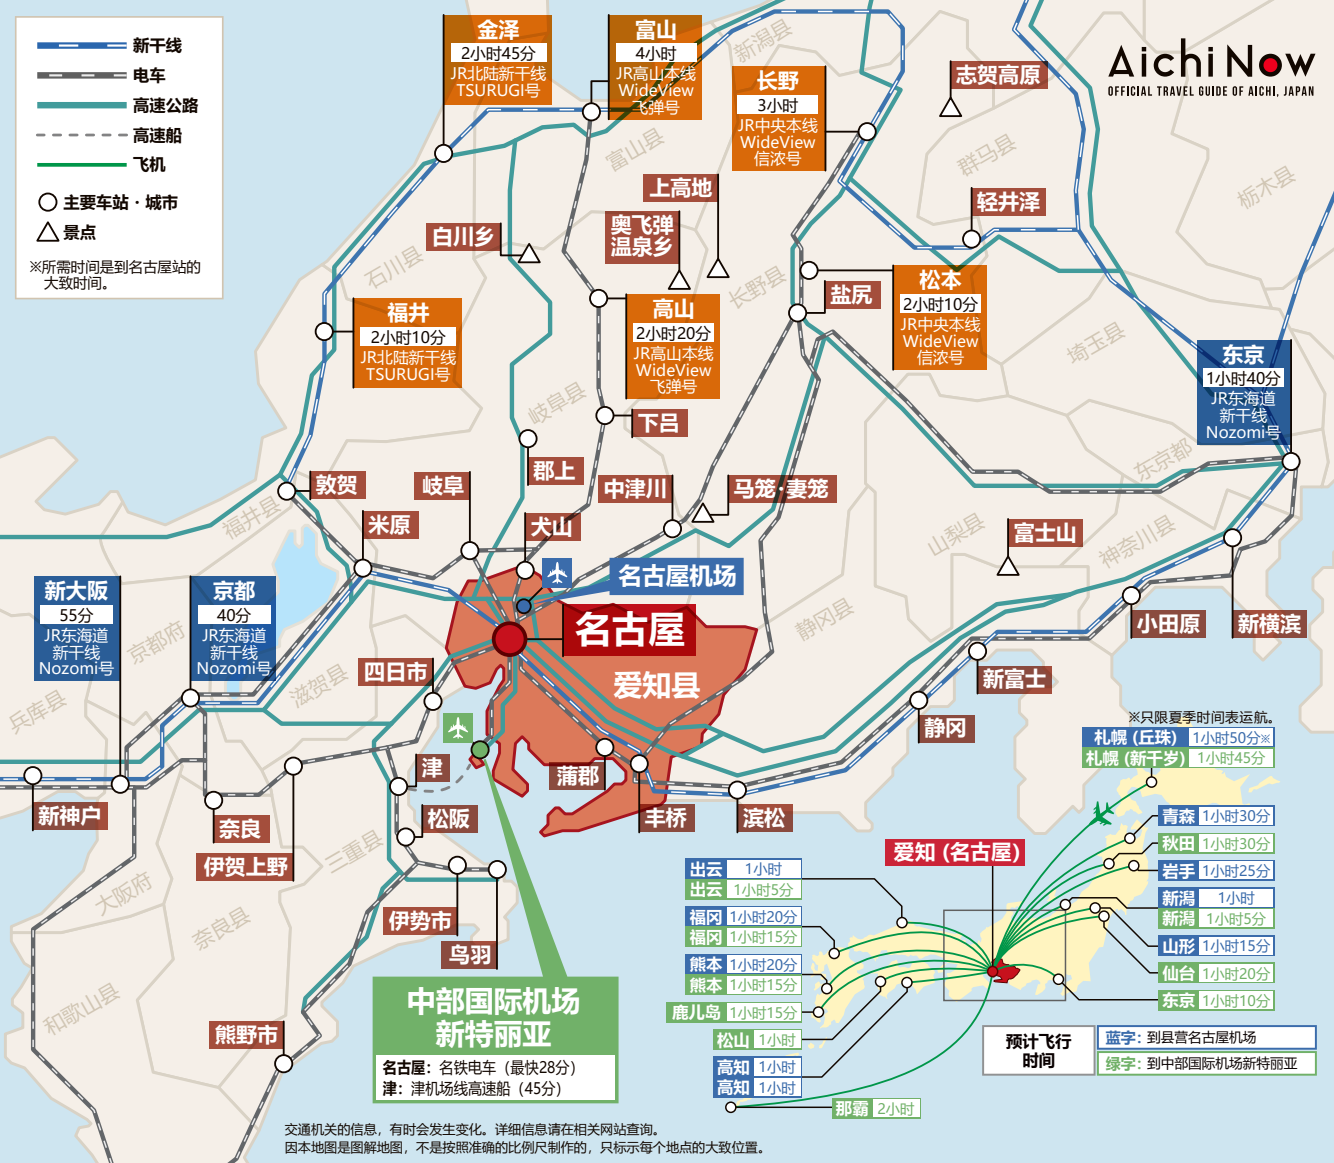 新干线
电车
高速公路
高速船
飞机
主要车站・城市
景点
※所需时间是到名古屋站的
大致时间。
Aichi Now
OFFICIAL TRAVEL GUIDE OF AICHI, JAPAN
金泽
2小时45分
JR北陆新干线
TSURUGI号
富山
4小时
JR高山本线
WideView
飞弹号
长野
3小时
JR中央本线
WideView
信浓号
志贺高原
新潟县
富山县
群马县
栃木县
上高地
轻井泽
白川乡
奥飞弹
温泉乡
石川县
长野县
松本
2小时10分
JR中央本线
WideView
信浓号
盐尻
福井
2小时10分
JR北陆新干线
TSURUGI号
高山
2小时20分
JR高山本线
WideView
飞弹号
埼玉县
东京
1小时40分
JR东海道
新干线
Nozomi号
岐阜县
下吕
郡上
东京都
敦贺
岐阜
中津川
马笼·妻笼
福井县
米原
犬山
山梨县
富士山
神奈川县
新大阪
55分
JR东海道
新干线
Nozomi号
京都
40分
JR东海道
新干线
Nozomi号
名古屋机场
名古屋
爱知县
静冈县
小田原
新横滨
京都府
兵库县
滋贺县
四日市
新富士
静冈
津
蒲郡
丰桥
滨松
新神户
奈良
松阪
伊贺上野
三重县
大阪府
奈良县
伊势市
鸟羽
和歌山县
熊野市
中部国际机场
新特丽亚
名古屋：名铁电车（最快28分）
津：津机场线高速船（45分）
※只限夏季时间表运航。
札幌 (丘珠) 1小时50分※
札幌 (新千岁) 1小时45分
青森 1小时30分
秋田 1小时30分
岩手 1小时25分
新潟 1小时
新潟 1小时5分
山形 1小时15分
仙台 1小时20分
东京 1小时10分
爱知 (名古屋)
出云 1小时
出云 1小时5分
福冈 1小时20分
福冈 1小时15分
熊本 1小时20分
熊本 1小时15分
鹿儿岛 1小时15分
松山 1小时
高知 1小时
高知 1小时
那霸 2小时
预计飞行
时间
蓝字：到县营名古屋机场
绿字：到中部国际机场新特丽亚
交通机关的信息，有时会发生变化。详细信息请在相关网站查询。
因本地图是图解地图，不是按照准确的比例尺制作的，只标示每个地点的大致位置。